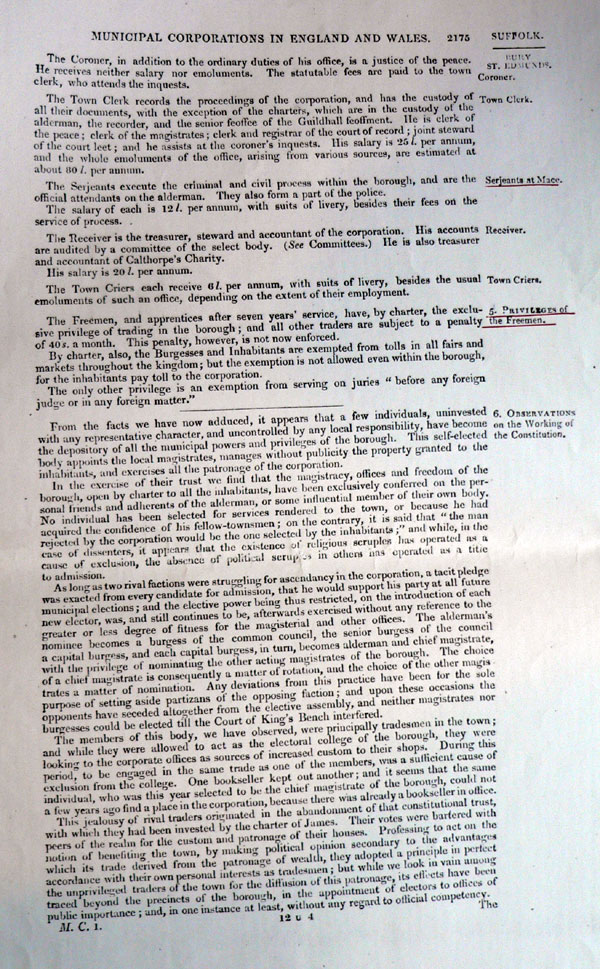 MUNICIPAL CORPORATIONS IN ENGLAND AND WALES. 2175 SUFFOLK.
BURY
ST. EDMUNDS.
The Coroner, in addition to the ordinary duties of his office, is a justice of the peace.
He receives neither salary nor emoluments. The statutable fees are paid to the town Coroner.
clerk, who attends the inquests.
The Town Clerk records the proceedings of the corporation, and has the custody of Town Clerk.
all their documents, with the exception of the charters, which are in the custody of the
alderman, the recorder, and the senior feoffee of the Guildhall feoffment. He is clerk of
the peace; clerk of the magistrates; clerk and registrar of the court of record; joint steward
of the court leet; and he assists at the coroner's inquests. His salary is 25 l. per annum,
and the whole emoluments of the office, arising from various sources, are estimated at
about 60 l. per annum.
The Serjeants execute the criminal and civil process within the borough, and are the Serjeants at Mace.
official attendants on the alderman. They also form a part of the police.
The salary of each is 12 l. per annum, with suits of livery, besides their fees on the
service of process.
The Receiver is the treasurer, steward and accountant of the corporation. His accounts Receiver.
are audited by a committee of the select body. (See Committees.) He is also treasurer
and accountant of Calthorpe's Charity.
His salary is 20 l. per annum.
The Town Criers each receive 6 l. per annum, with suits of livery, besides the usual Town Criers.
emoluments of such an office, depending on the extent of their employment.
The Freemen, and apprentices after seven years' service, have, by charter, the exclu- 5. PRIVILEGES of
sive privilege of trading in the borough; and all other traders are subject to a penalty the Freemen.
of 40 s. a month. This penalty, however, is not now enforced.
By charter, also, the Burgesses and Inhabitants are exempted from tolls in all fairs and
markets throughout the kingdom; but the exemption is not allowed even within the borough,
for the inhabitants pay toll to the corporation.
The only other privilege is an exemption from serving on juries "before any foreign
judge or in any foreign matter."
From the facts we have now adduced, it appears that a few individuals, uninvested 6. OBSERVATIONS
with any representative character, and uncontrolled by any local responsibility, have become on the Working of
the depository of all the municipal powers and privileges of the borough. This self-elected the Constitution.
body appoints the local magistrates, manages without publicity the property granted to the
inhabitants, and exercises all the patronage of the corporation.
In the exercise of their trust we find that the magistracy, offices and freedom of the
borough, open by charter to all the inhabitants, have been exclusively conferred on the per-
sonal friends and adherents of the alderman, or some influential member of their own body.
No individual has been selected for services rendered to the town, or because he had
acquired the confidence of his fellow-townsmen; on the contrary, it is said that "the man
rejected by the corporation would be the one selected by the inhabitants;" and while, in the
case of dissenters, it appears that the existence of religious scruples has operated as a
cause of exclusion, the absence of political scruples in others has operated as a title
to admission.
As long as two rival factions were struggling for ascendancy in the corporation, a tacit pledge
was exacted from every candidate for admission, that he would support his party at all future
municipal elections; and the elective power being thus restricted, on the introduction of each
new elector, was, and still continues to be, afterwards exercised without any reference to the
greater or less degree of fitness for the magisterial and other offices. The alderman's
nominee becomes a burgess of the common council, the senior burgess of the council
a capital burgess, and each capital burgess, in turn, becomes alderman and chief magistrate,
with the privilege of nominating the other acting magistrates of the borough. The choice
of a chief magistrate is consequently a matter of rotation, and the choice of the other magis
trates a matter of nomination. Any deviations from this practice have been for the sole
purpose of setting aside partizans of the opposing faction; and upon these occasions the
opponents have seceded altogether from the elective assembly, and neither magistrates nor
burgesses could be elected till the Court of King's Bench interfered.
The members of this body, we have observed, were principally tradesmen in the town;
and while they were allowed to act as the electoral college of the borough, they were
looking to the corporate offices as sources of increased custom to their shops. During this
period, to be engaged in the same trade as one of the members, was a sufficient cause of
exclusion from the college. One bookseller kept out another; and it seems that the same
individual, who was this year selected to be the chief magistrate of the borough, could not
a few years ago find a place in the corporation, because there was already a bookseller in office.
This jealousy of rival traders originated in the abandonment of that constitutional trust,
with which they had been invested by the charter of James. Their votes were bartered with
peers of the realm for the custom and patronage of their houses. Professing to act on the
notion of benefiting the town, by making political opinion secondary to the advantages
which its trade derived from the patronage of wealth, they adopted a principle in perfect
accordance with their own personal interests as tradesmen; but while we look in vain among
the unprivileged traders of the town for the diffusion of this patronage, its effects have been
traced beyond the precincts of the borough, in the appointment of electors to offices of
public importance; and, in one instance at least, without any regard to official competency.
The
M. C. 1. 12 U 4